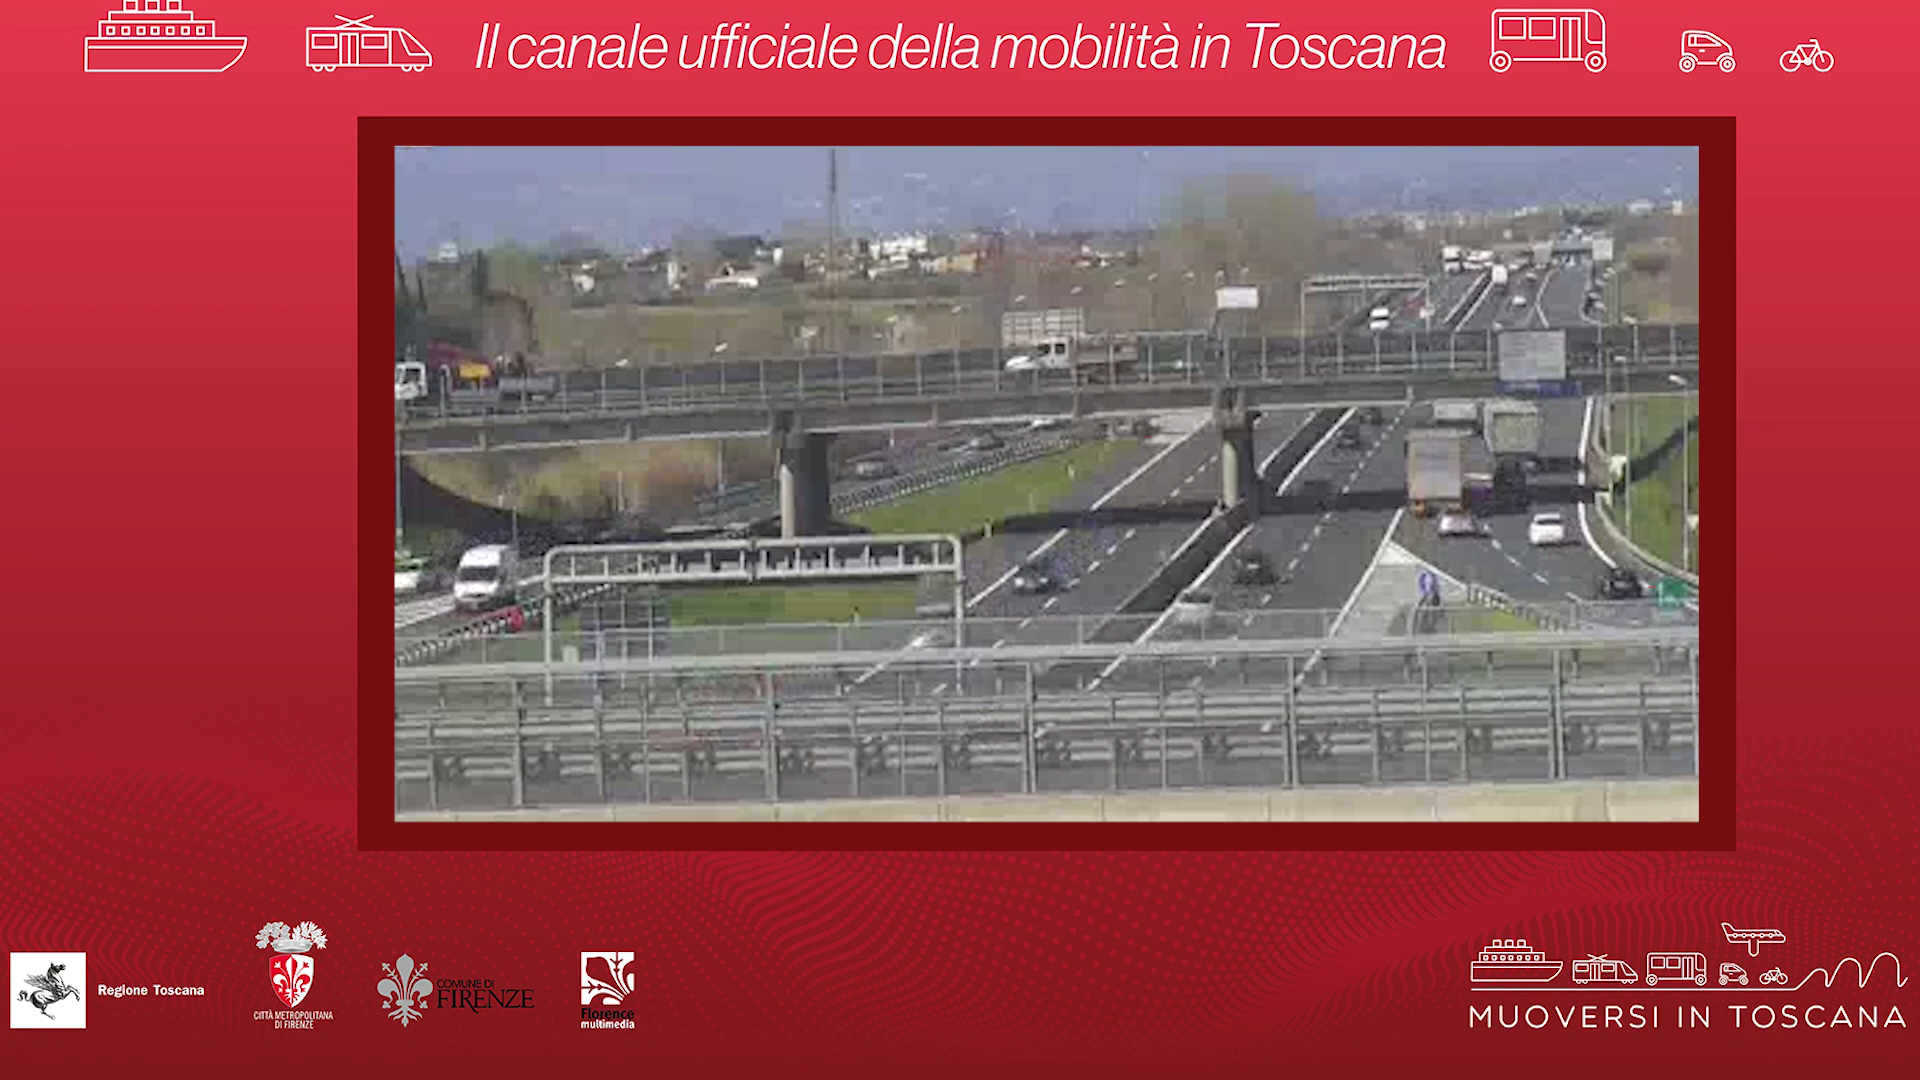 Il canale ufficiale della mobilità in Toscana
Regione Toscana
CITTÀ METROPOLITANA
DI FIRENZE
COMUNE DI
FIRENZE
Florence
multimedia
MUOVERSI IN TOSCANA